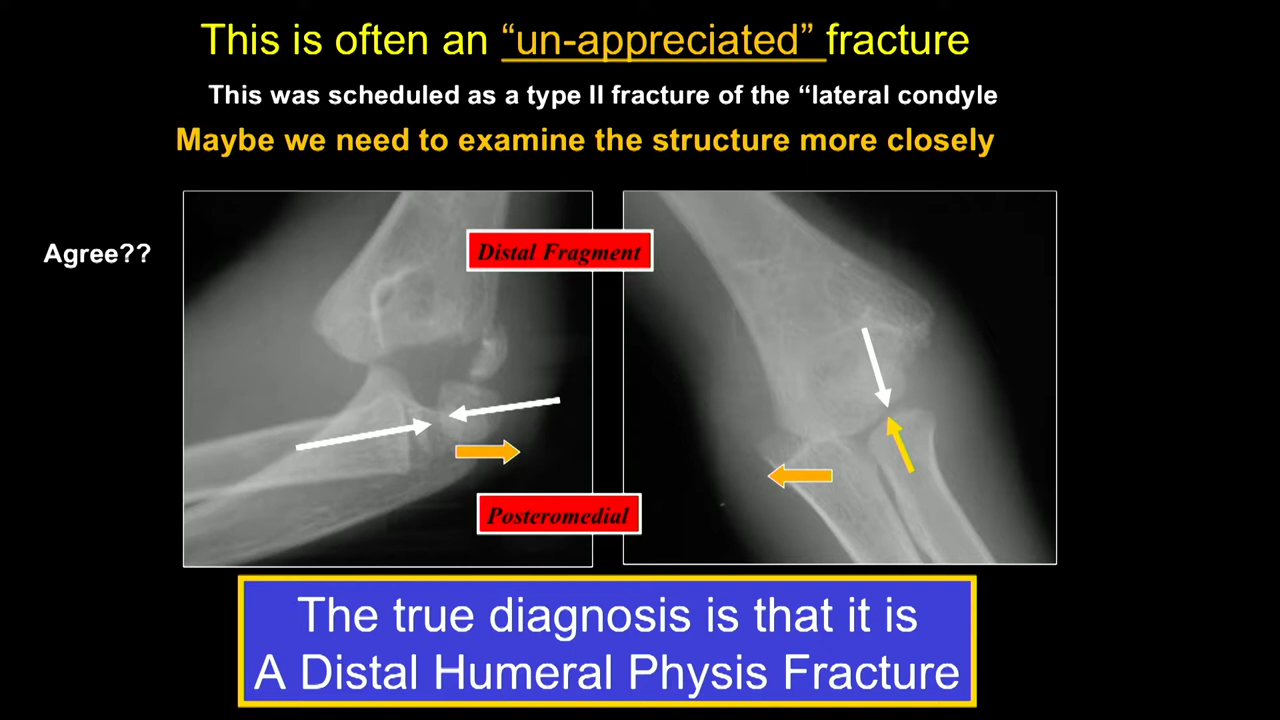 This is often an “un-appreciated” fracture
This was scheduled as a type II fracture of the “lateral condyle
Maybe we need to examine the structure more closely
Agree??
Distal Fragment
Posteromedial
The true diagnosis is that it is
A Distal Humeral Physis Fracture